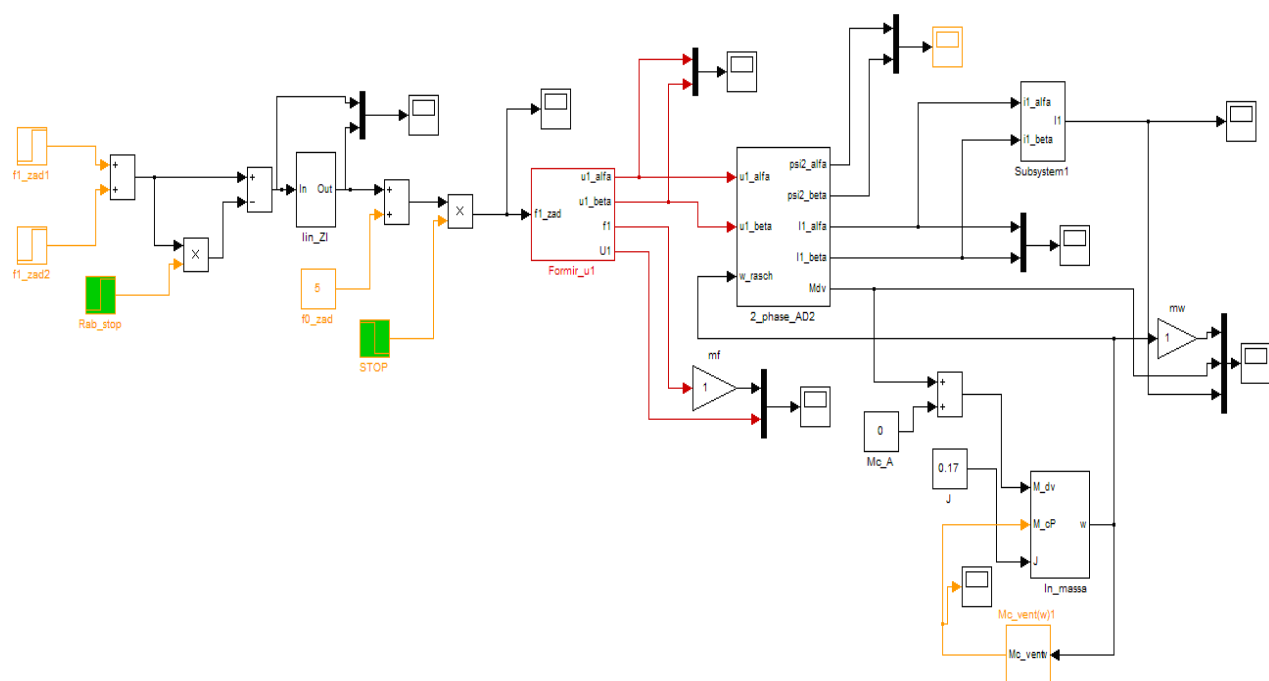 f1_zad1
f1_zad2
+
+
Rab_stop
X
+
−
In Out
lin_ZI
5
f0_zad
+
+
STOP
X
f1_zad
u1_alfa
u1_beta
f1
U1
Formir_u1
mf
1
u1_alfa
u1_beta
w_rasch
psi2_alfa
psi2_beta
I1_alfa
I1_beta
Mdv
2_phase_AD2
i1_alfa
i1_beta
I1
Subsystem1
mw
1
+
+
0
Mc_A
0.17
J
M_dv
M_cP
J
w
In_massa
Mc_vent(w)1
Mc_vent w